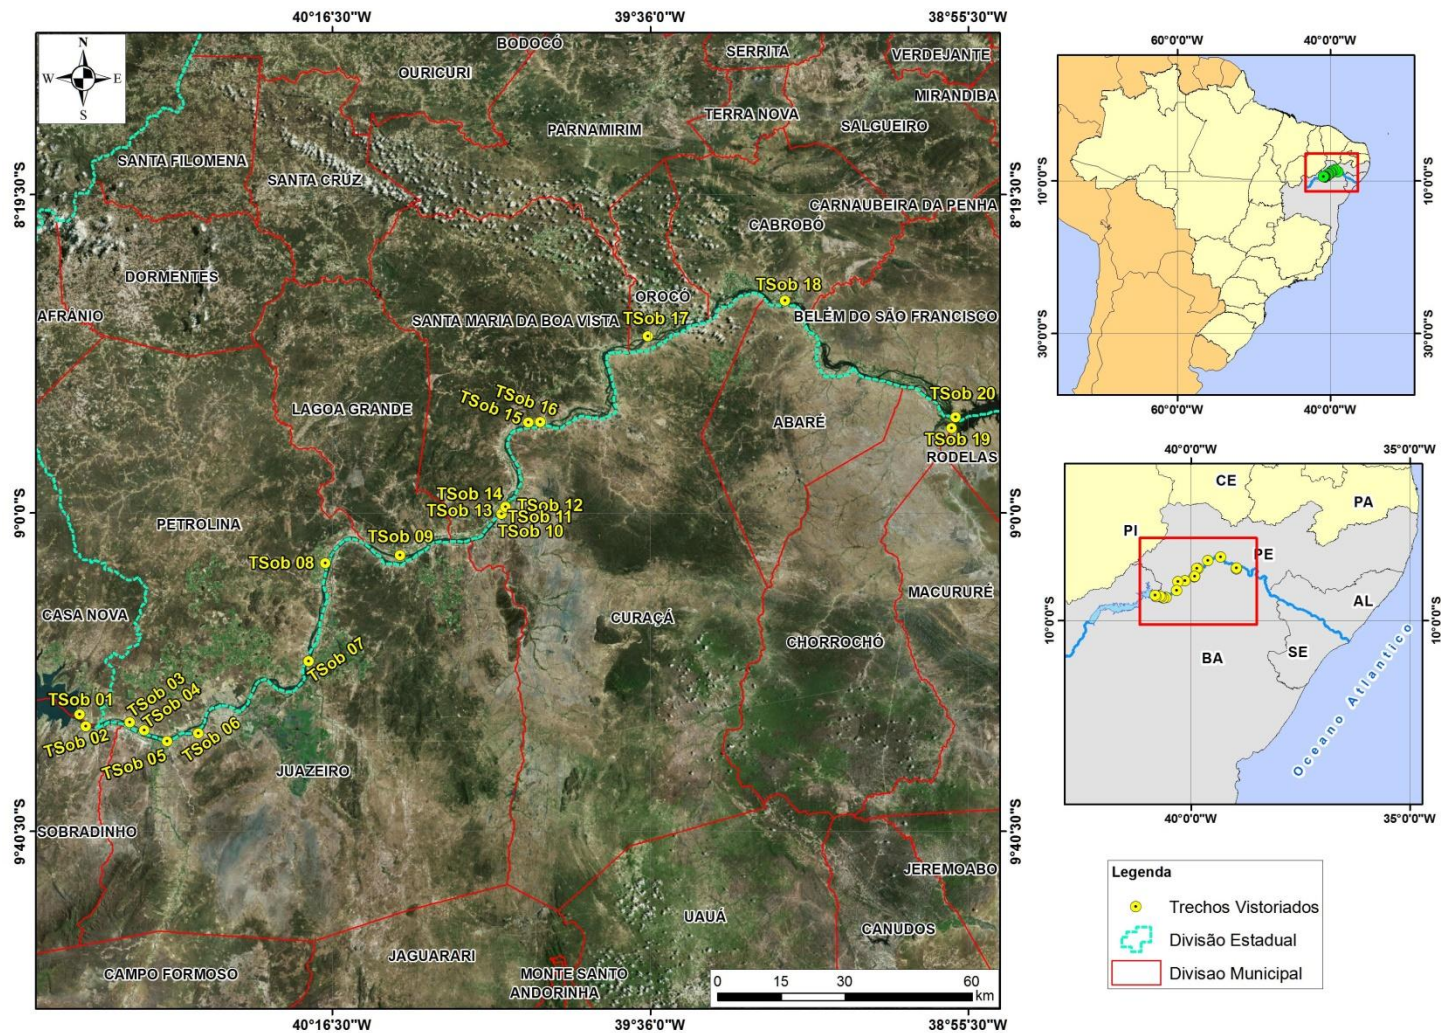 40°16'30"W
39°36'0"W
38°55'30"W
N
W
E
S
BODOCÓ
SERRITA
VERDEJANTE
OURICURI
MIRANDIBA
TERRA NOVA
PARNAMIRIM
SALGUEIRO
SANTA FILOMENA
SANTA CRUZ
8°19'30"S
8°19'30"S
CARNAUBEIRA DA PENHA
CABROBÓ
DORMENTES
TSob 18
OROCÓ
AFRÂNIO
SANTA MARIA DA BOA VISTA
TSob 17
BELÉM DO SÃO FRANCISCO
TSob 16
TSob 15
TSob 20
LAGOA GRANDE
ABARÉ
TSob 19
RODELAS
TSob 14
TSob 12
TSob 13
TSob 11
TSob 10
9°0'0"S
9°0'0"S
PETROLINA
TSob 09
TSob 08
MACURURÉ
CASA NOVA
CURAÇÁ
CHORROCHÓ
TSob 07
TSob 01
TSob 03
TSob 04
TSob 02
TSob 05
TSob 06
JUAZEIRO
SOBRADINHO
9°40'30"S
9°40'30"S
JEREMOABO
UAUÁ
CANUDOS
JAGUARARI
CAMPO FORMOSO
MONTE SANTO
ANDORINHA
0 15 30 60
km
40°16'30"W
39°36'0"W
38°55'30"W
60°0'0"W
40°0'0"W
10°0'0"S
10°0'0"S
30°0'0"S
30°0'0"S
60°0'0"W
40°0'0"W
40°0'0"W
35°0'0"W
CE
PA
PI
PE
AL
10°0'0"S
10°0'0"S
SE
BA
Oceano Atlantico
40°0'0"W
35°0'0"W
Legenda
Trechos Vistoriados
Divisão Estadual
Divisao Municipal